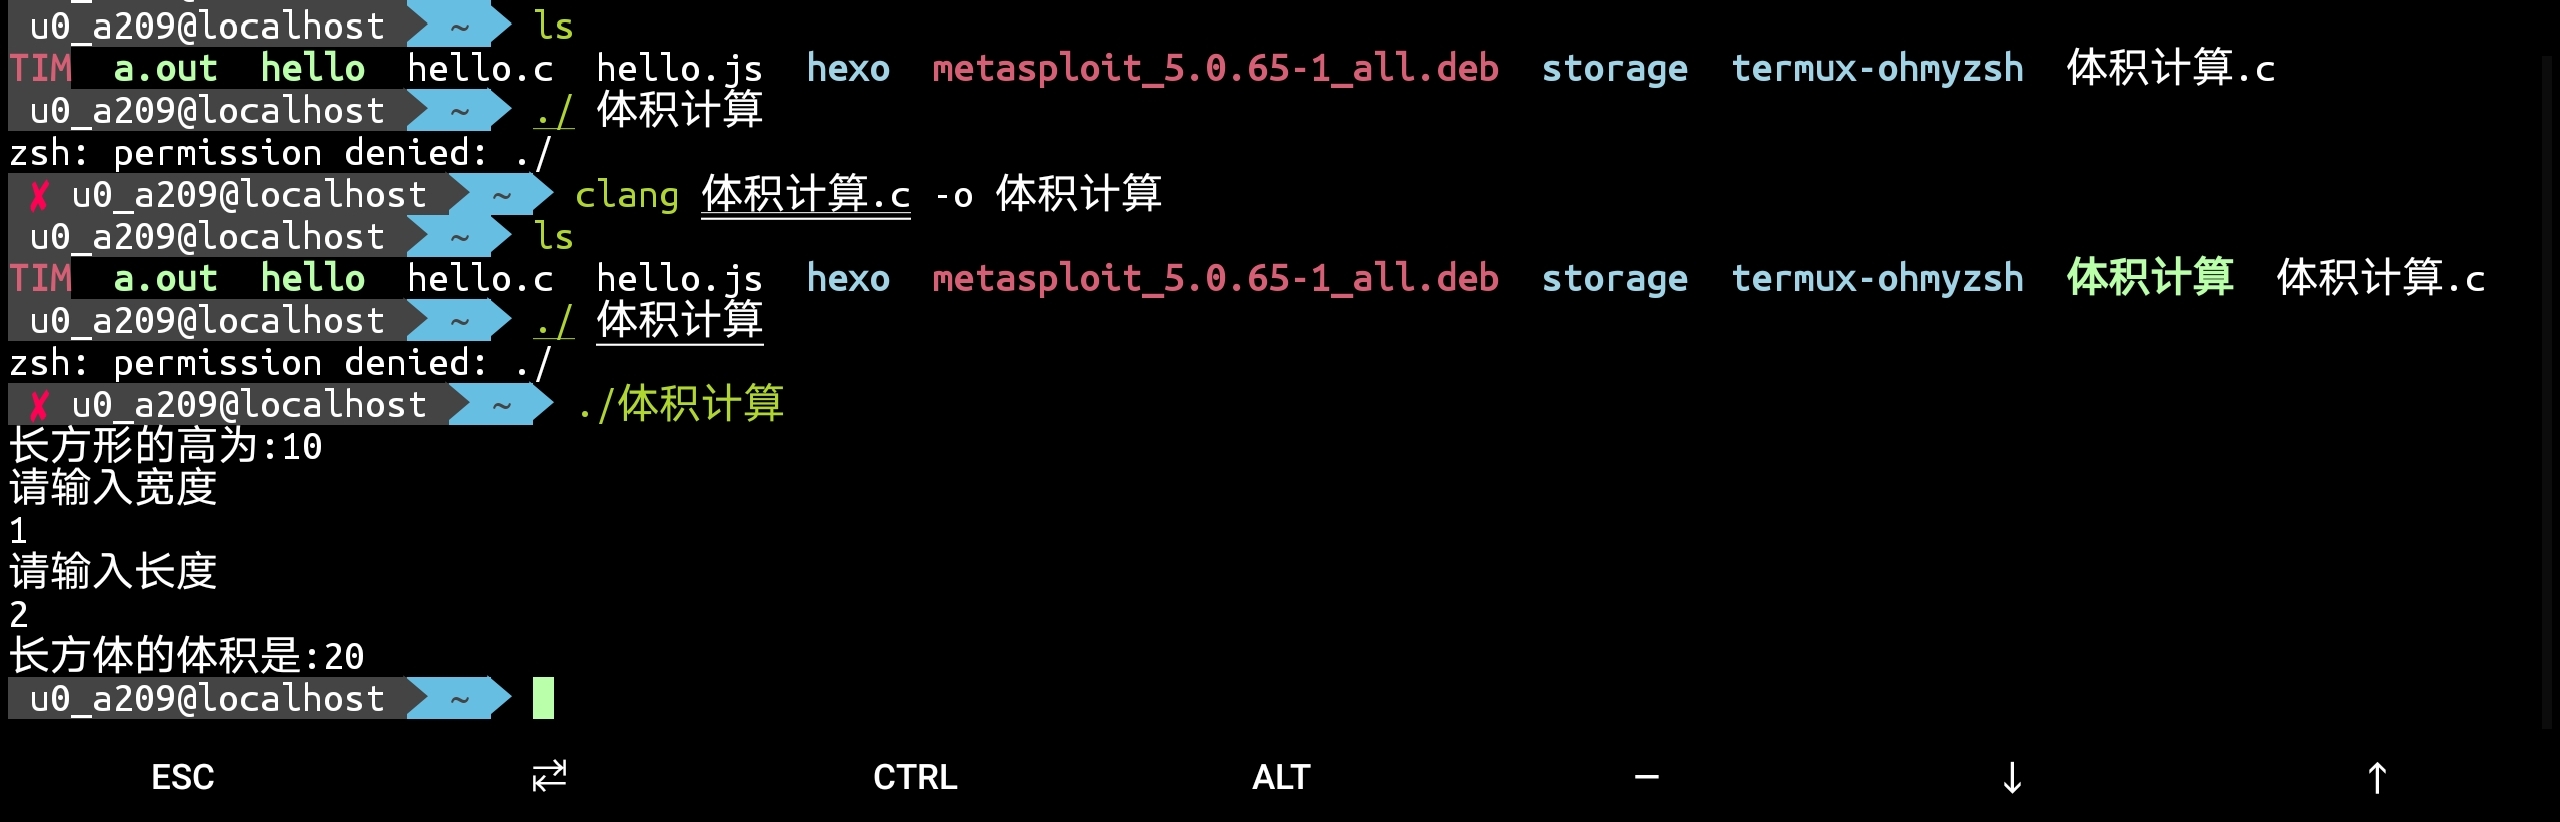 u0_a209@localhost ~ ls
TIM a.out hello hello.c hello.js hexo metasploit_5.0.65-1_all.deb storage termux-ohmyzsh 体积计算.c
u0_a209@localhost ~ ./ 体积计算
zsh: permission denied: ./
✘ u0_a209@localhost ~ clang 体积计算.c -o 体积计算
u0_a209@localhost ~ ls
TIM a.out hello hello.c hello.js hexo metasploit_5.0.65-1_all.deb storage termux-ohmyzsh 体积计算 体积计算.c
u0_a209@localhost ~ ./ 体积计算
zsh: permission denied: ./
✘ u0_a209@localhost ~ ./体积计算
长方形的高为:10
请输入宽度
1
请输入长度
2
长方体的体积是:20
u0_a209@localhost ~
ESC ⇄ CTRL ALT — ↓ ↑